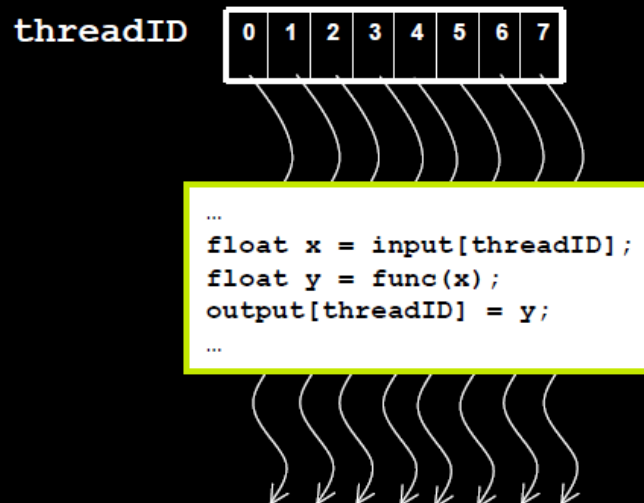 threadID 0 1 2 3 4 5 6 7
…
float x = input[threadID];
float y = func(x);
output[threadID] = y;
…